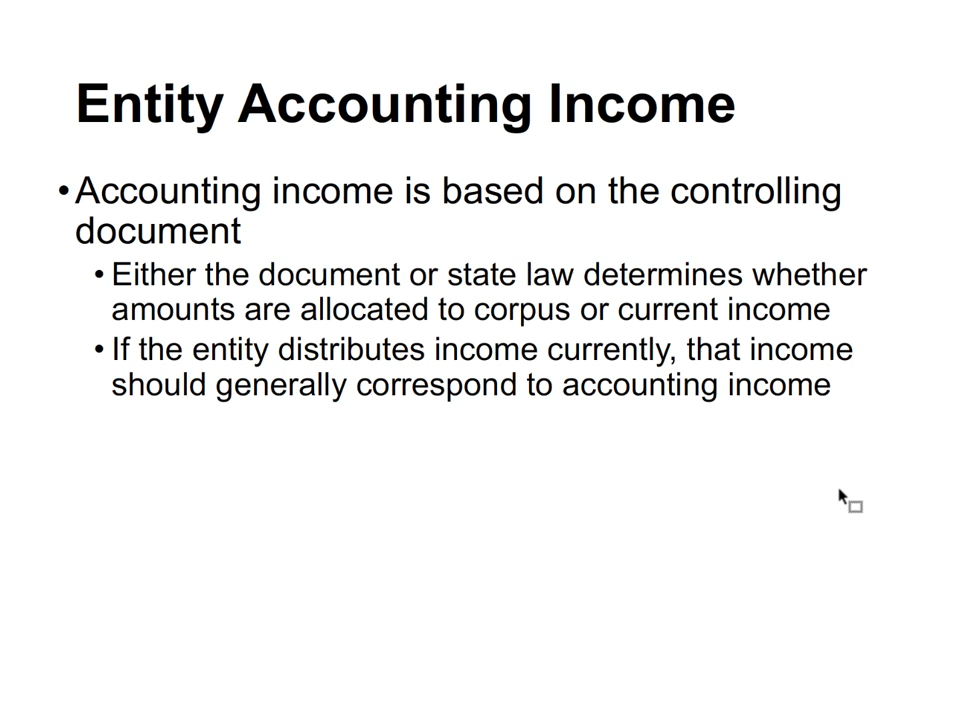 Entity Accounting Income
• Accounting income is based on the controlling
document
• Either the document or state law determines whether
amounts are allocated to corpus or current income
• If the entity distributes income currently, that income
should generally correspond to accounting income